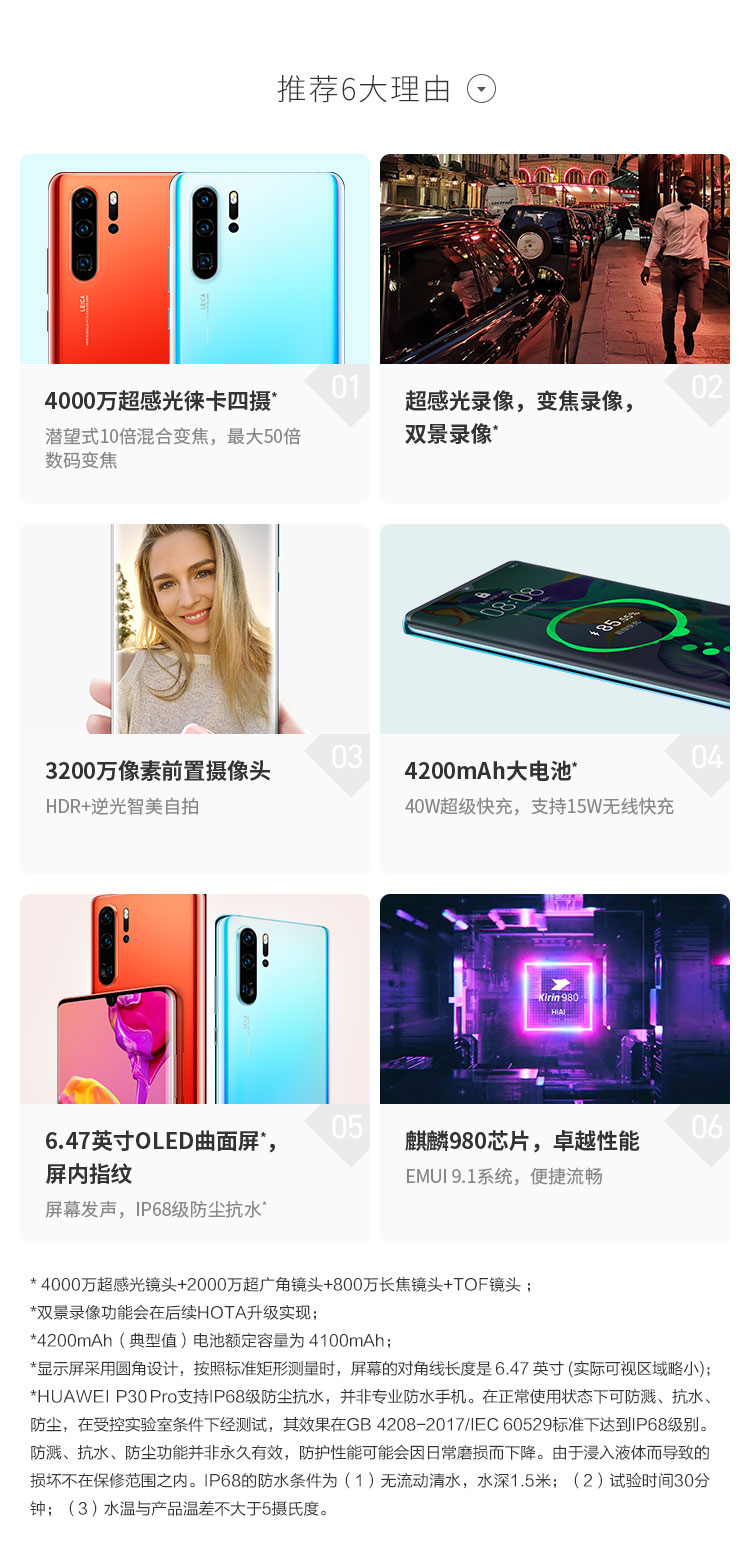 推荐6大理由
LEICA
LEICA
01
4000万超感光徕卡四摄*
潜望式10倍混合变焦，最大50倍
数码变焦
02
超感光录像，变焦录像，
双景录像*
03
3200万像素前置摄像头
HDR+逆光智美自拍
08:08
85.55%
04
4200mAh大电池*
40W超级快充，支持15W无线快充
LEICA
05
6.47英寸OLED曲面屏*，
屏内指纹
屏幕发声，IP68级防尘抗水*
Kirin 980
HIAI
06
麒麟980芯片，卓越性能
EMUI 9.1系统，便捷流畅
* 4000万超感光镜头+2000万超广角镜头+800万长焦镜头+TOF镜头；
*双景录像功能会在后续HOTA升级实现；
*4200mAh（典型值）电池额定容量为 4100mAh；
*显示屏采用圆角设计，按照标准矩形测量时，屏幕的对角线长度是 6.47 英寸 (实际可视区域略小)；
*HUAWEI P30 Pro支持IP68级防尘抗水，并非专业防水手机。在正常使用状态下可防溅、抗水、
防尘，在受控实验室条件下经测试，其效果在GB 4208-2017/IEC 60529标准下达到IP68级别。
防溅、抗水、防尘功能并非永久有效，防护性能可能会因日常磨损而下降。由于浸入液体而导致的
损坏不在保修范围之内。IP68的防水条件为（1）无流动清水，水深1.5米；（2）试验时间30分
钟；（3）水温与产品温差不大于5摄氏度。